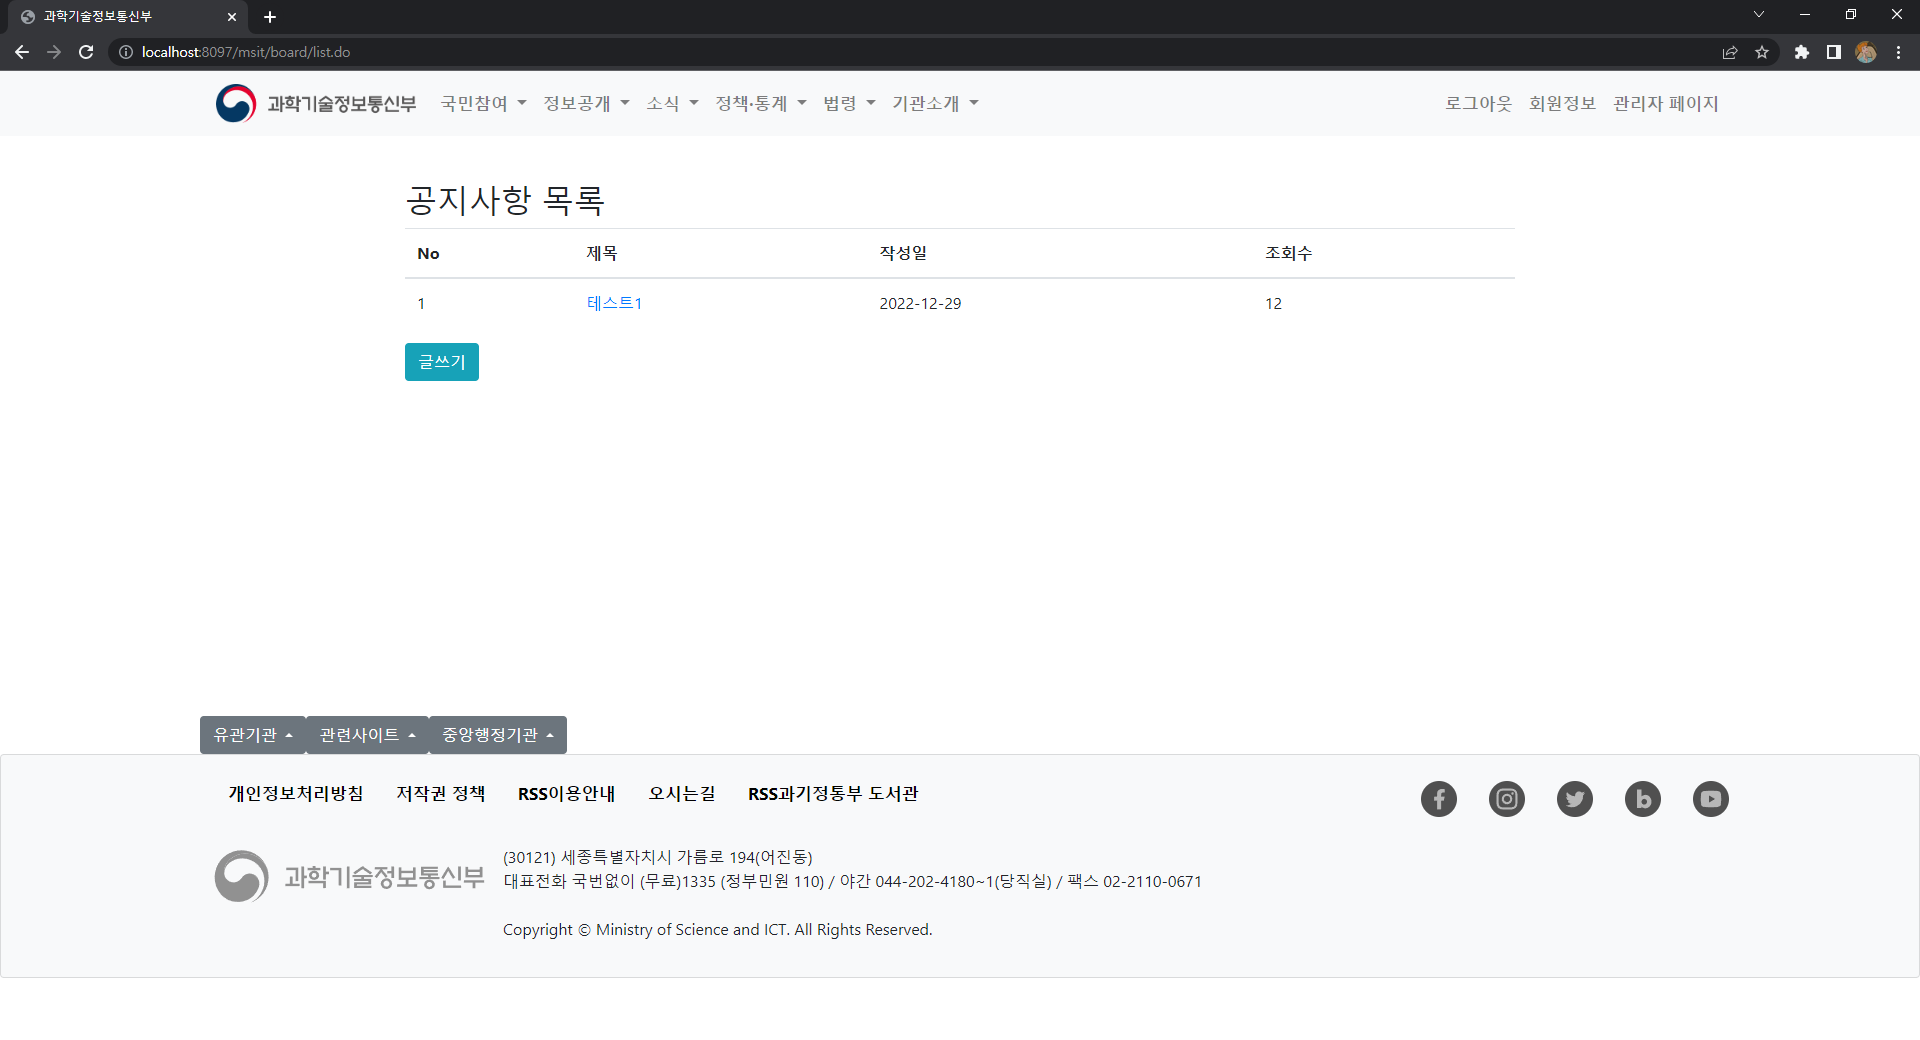 과학기술정보통신부
localhost:8097/msit/board/list.do
과학기술정보통신부 국민참여 정보공개 소식 정책·통계 법령 기관소개 로그아웃 회원정보 관리자 페이지
공지사항 목록
No 제목 작성일 조회수
1 테스트1 2022-12-29 12
글쓰기
유관기관 관련사이트 중앙행정기관
개인정보처리방침 저작권 정책 RSS이용안내 오시는길 RSS과기정통부 도서관
과학기술정보통신부
(30121) 세종특별자치시 가름로 194(어진동)
대표전화 국번없이 (무료)1335 (정부민원 110) / 야간 044-202-4180~1(당직실) / 팩스 02-2110-0671
Copyright © Ministry of Science and ICT. All Rights Reserved.